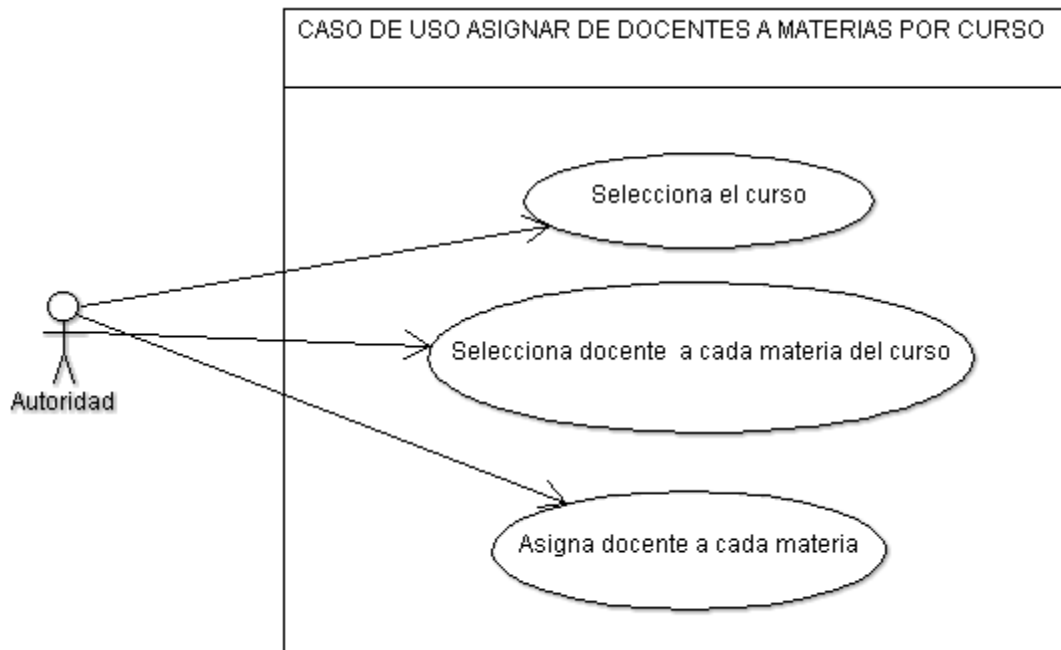 CASO DE USO ASIGNAR DE DOCENTES A MATERIAS POR CURSO
Selecciona el curso
Selecciona docente a cada materia del curso
Autoridad
Asigna docente a cada materia